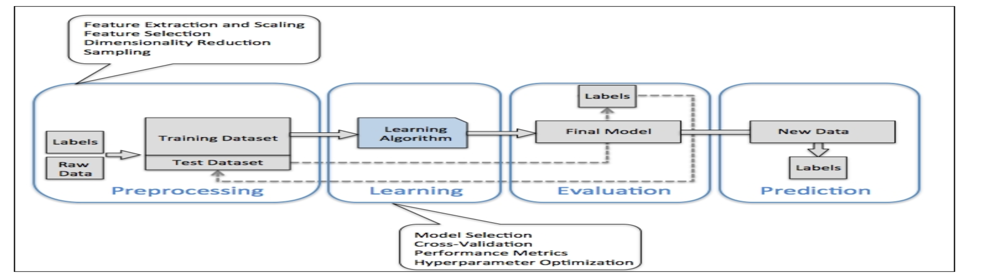 Feature Extraction and Scaling
Feature Selection
Dimensionality Reduction
Sampling
Labels
Raw
Data
Training Dataset
Test Dataset
Preprocessing
Learning
Algorithm
Learning
Labels
Final Model
Evaluation
New Data
Labels
Prediction
Model Selection
Cross-Validation
Performance Metrics
Hyperparameter Optimization